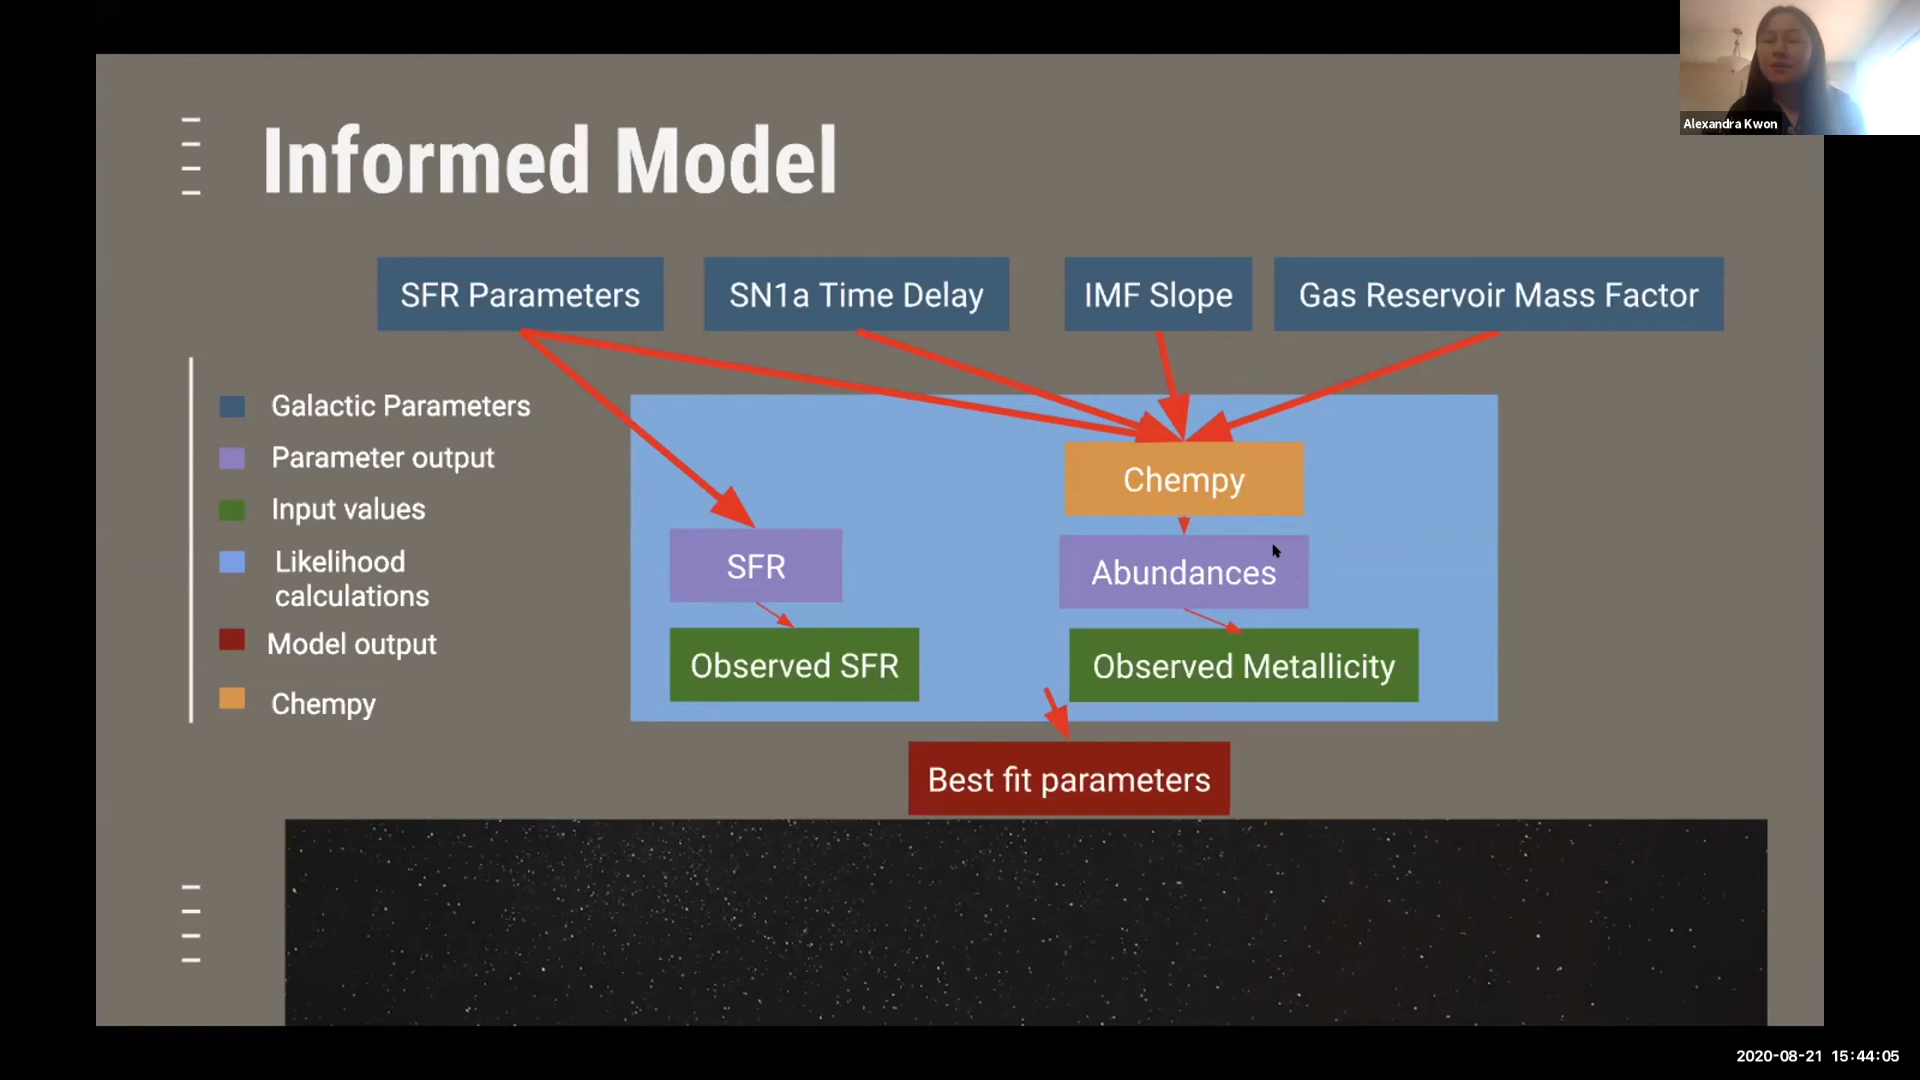 Alexandra Kwon
Informed Model
SFR Parameters
SN1a Time Delay
IMF Slope
Gas Reservoir Mass Factor
Galactic Parameters
Parameter output
Input values
Likelihood
calculations
Model output
Chempy
Chempy
SFR
Abundances
Observed SFR
Observed Metallicity
Best fit parameters
2020-08-21 15:44:05